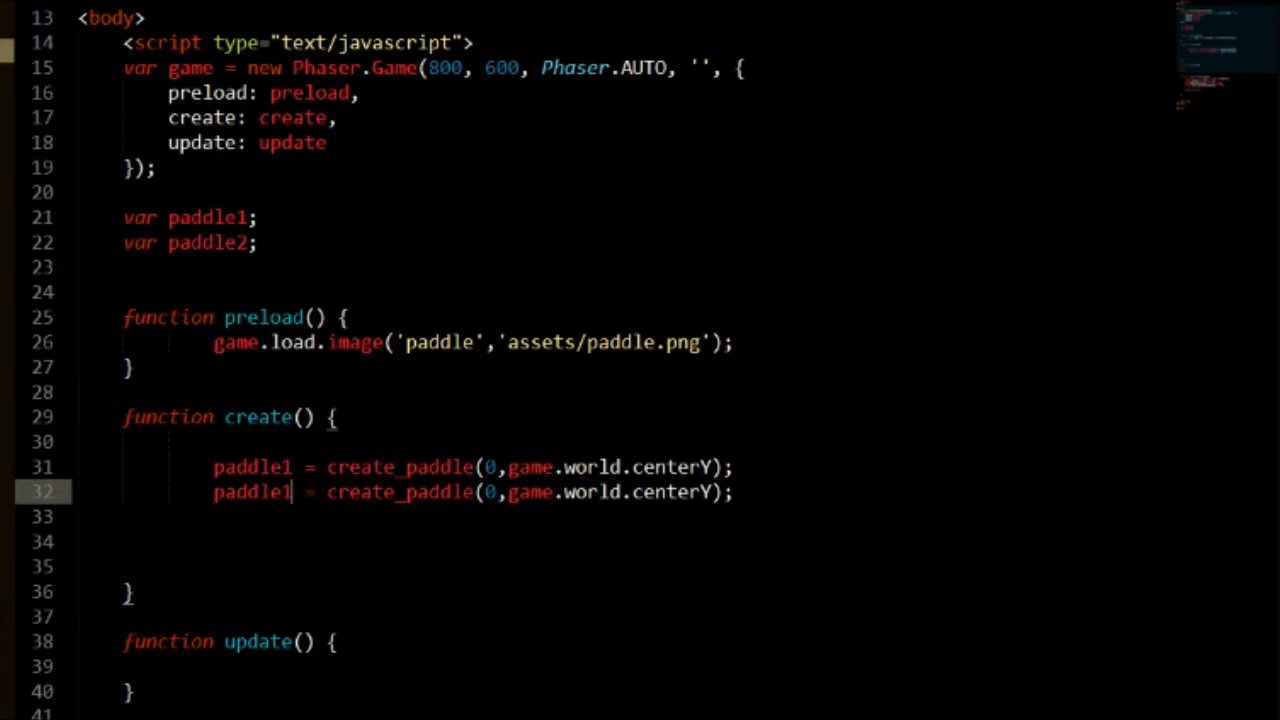 13 <body>
14 <script type="text/javascript">
15 var game = new Phaser.Game(800, 600, Phaser.AUTO, '', {
16 preload: preload,
17 create: create,
18 update: update
19 });
20
21 var paddle1;
22 var paddle2;
23
24
25 function preload() {
26 game.load.image('paddle','assets/paddle.png');
27 }
28
29 function create() {
30
31 paddle1 = create_paddle(0,game.world.centerY);
32 paddle1 = create_paddle(0,game.world.centerY);
33
34
35
36 }
37
38 function update() {
39
40 }
41